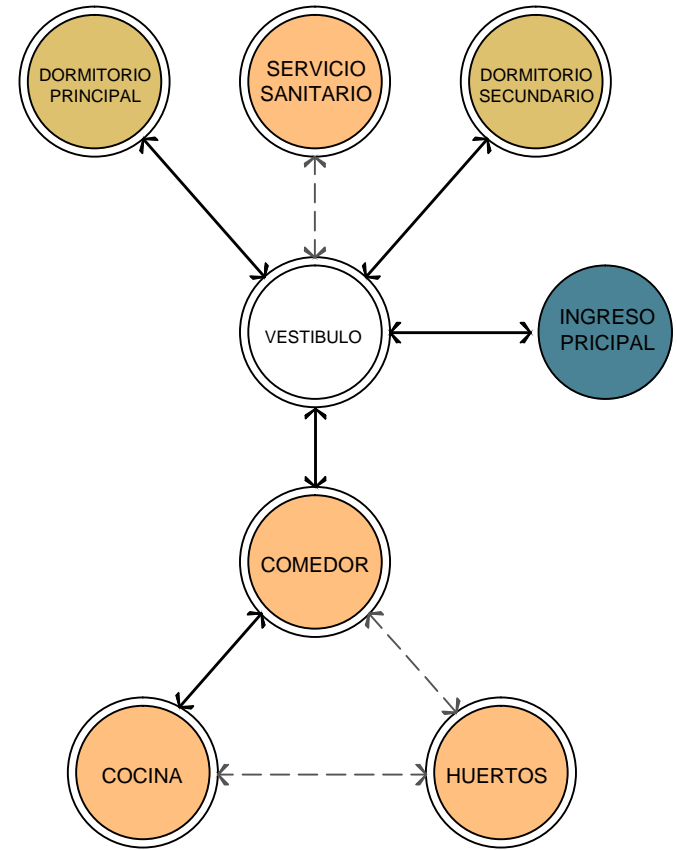 DORMITORIO
PRINCIPAL
SERVICIO
SANITARIO
DORMITORIO
SECUNDARIO
VESTIBULO
INGRESO
PRICIPAL
COMEDOR
COCINA
HUERTOS